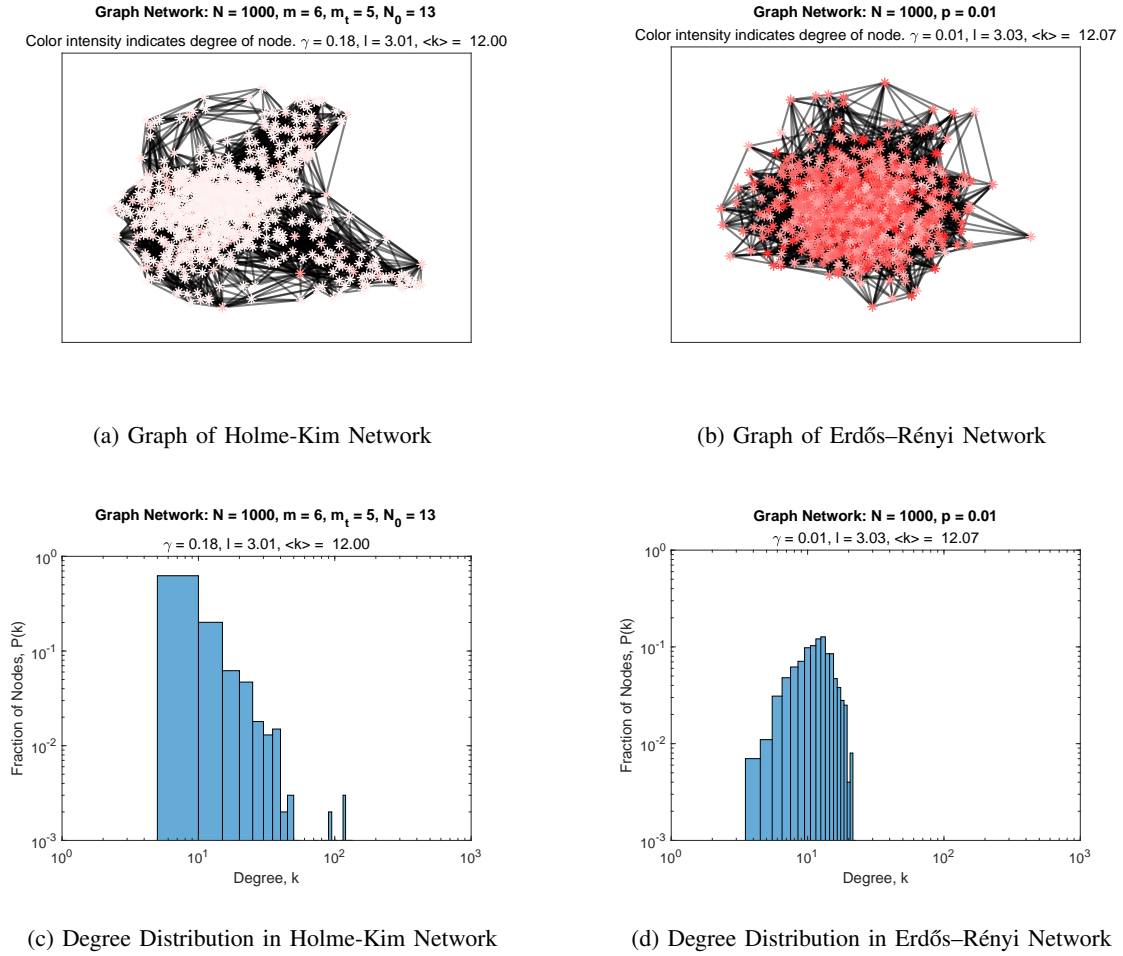 Graph Network: N = 1000, m = 6, m_t = 5, N_0 = 13
Color intensity indicates degree of node. γ = 0.18, l = 3.01, <k> = 12.00
(a) Graph of Holme-Kim Network
Graph Network: N = 1000, p = 0.01
Color intensity indicates degree of node. γ = 0.01, l = 3.03, <k> = 12.07
(b) Graph of Erdős–Rényi Network
Graph Network: N = 1000, m = 6, m_t = 5, N_0 = 13
γ = 0.18, l = 3.01, <k> = 12.00
Fraction of Nodes, P(k)
10^0
10^-1
10^-2
10^-3
10^0 10^1 10^2 10^3
Degree, k
(c) Degree Distribution in Holme-Kim Network
Graph Network: N = 1000, p = 0.01
γ = 0.01, l = 3.03, <k> = 12.07
Fraction of Nodes, P(k)
10^0
10^-1
10^-2
10^-3
10^0 10^1 10^2 10^3
Degree, k
(d) Degree Distribution in Erdős–Rényi Network